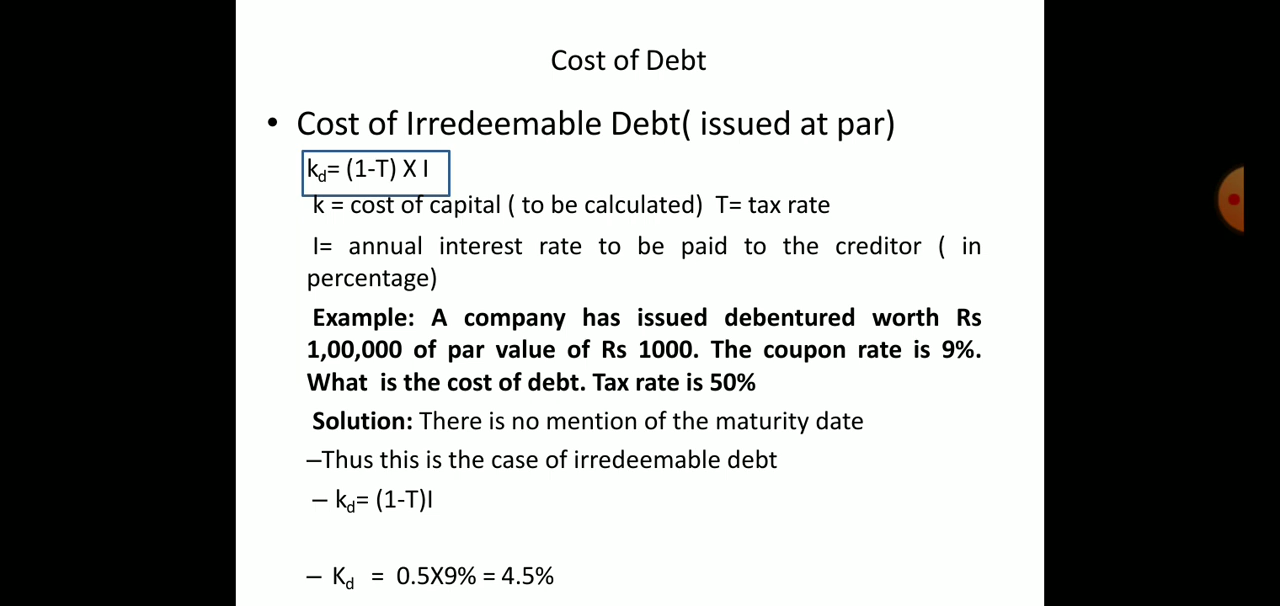 Cost of Debt
• Cost of Irredeemable Debt( issued at par)
kd= (1-T) X I
k = cost of capital ( to be calculated) T= tax rate
I= annual interest rate to be paid to the creditor ( in
percentage)
Example: A company has issued debentured worth Rs
1,00,000 of par value of Rs 1000. The coupon rate is 9%.
What is the cost of debt. Tax rate is 50%
Solution: There is no mention of the maturity date
–Thus this is the case of irredeemable debt
– kd= (1-T)I
– Kd = 0.5X9% = 4.5%